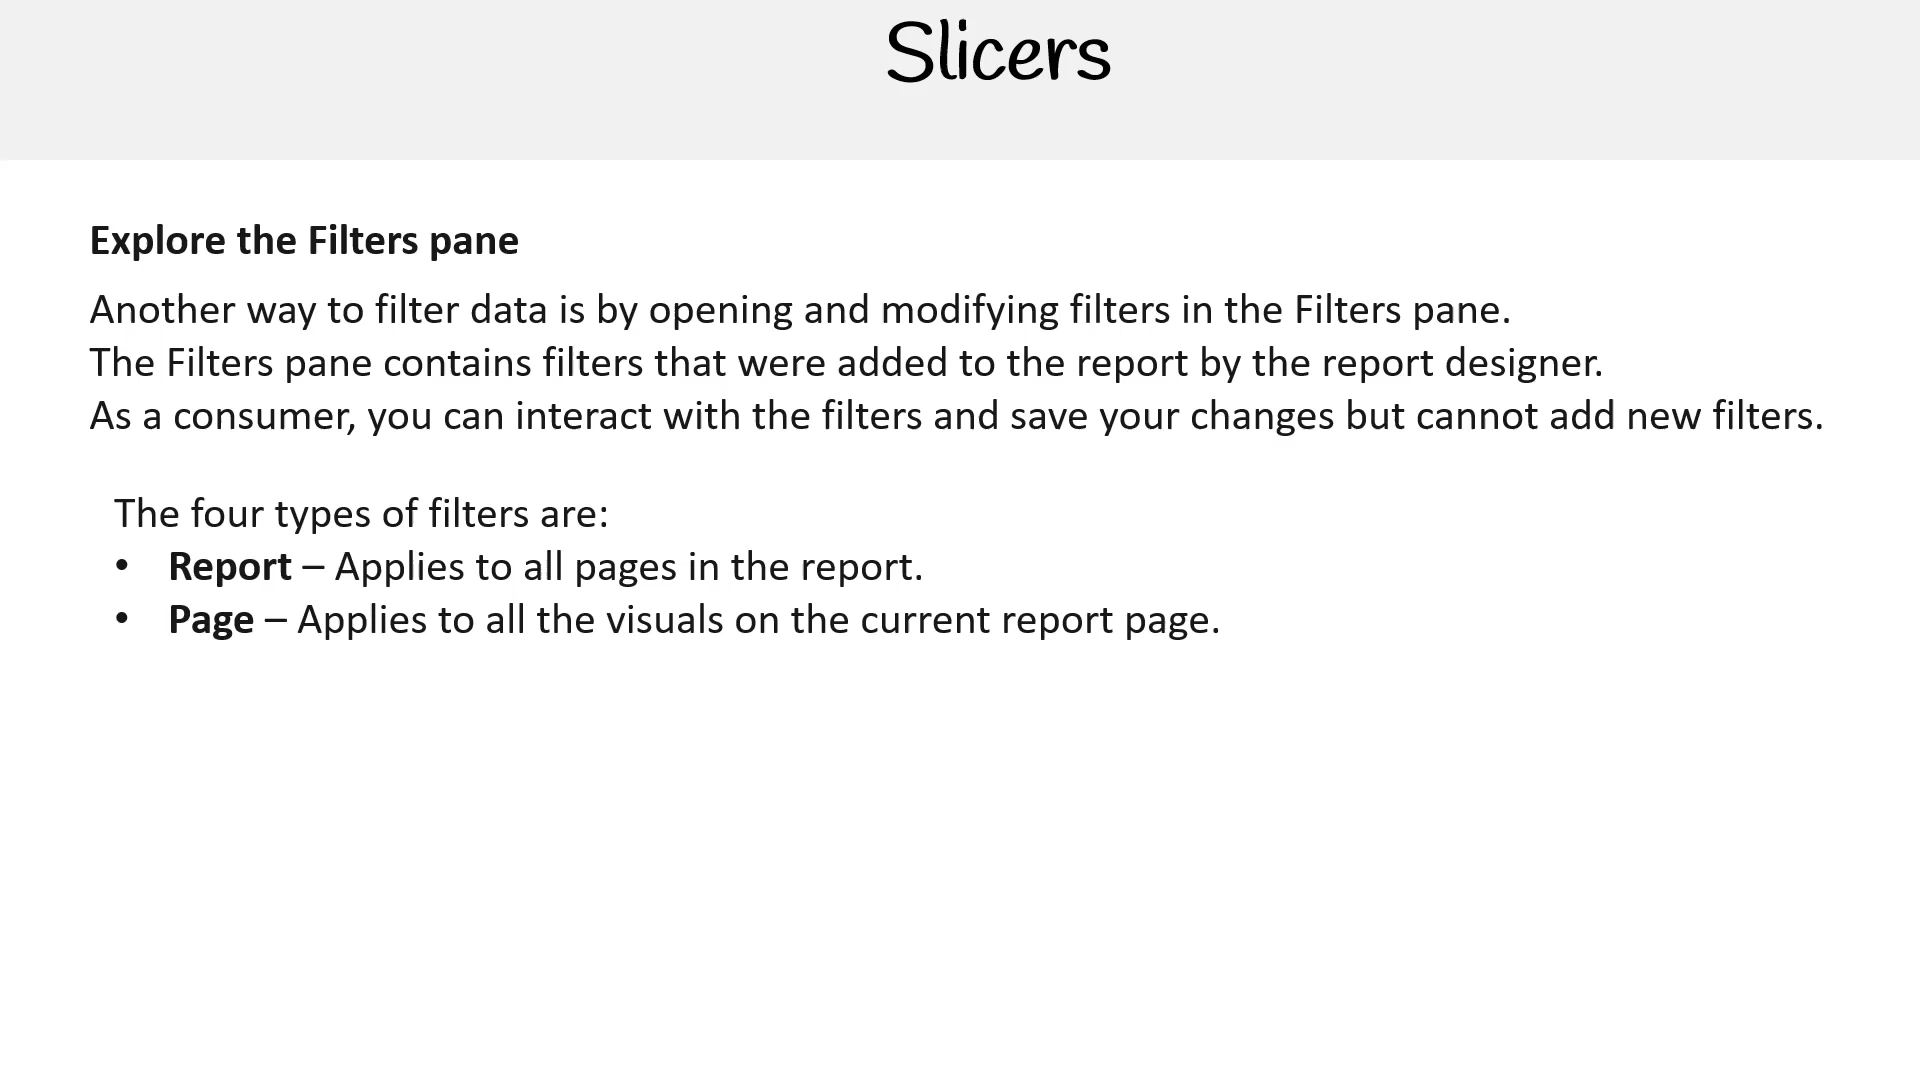 Slicers
Explore the Filters pane
Another way to filter data is by opening and modifying filters in the Filters pane.
The Filters pane contains filters that were added to the report by the report designer.
As a consumer, you can interact with the filters and save your changes but cannot add new filters.
The four types of filters are:
• Report – Applies to all pages in the report.
• Page – Applies to all the visuals on the current report page.